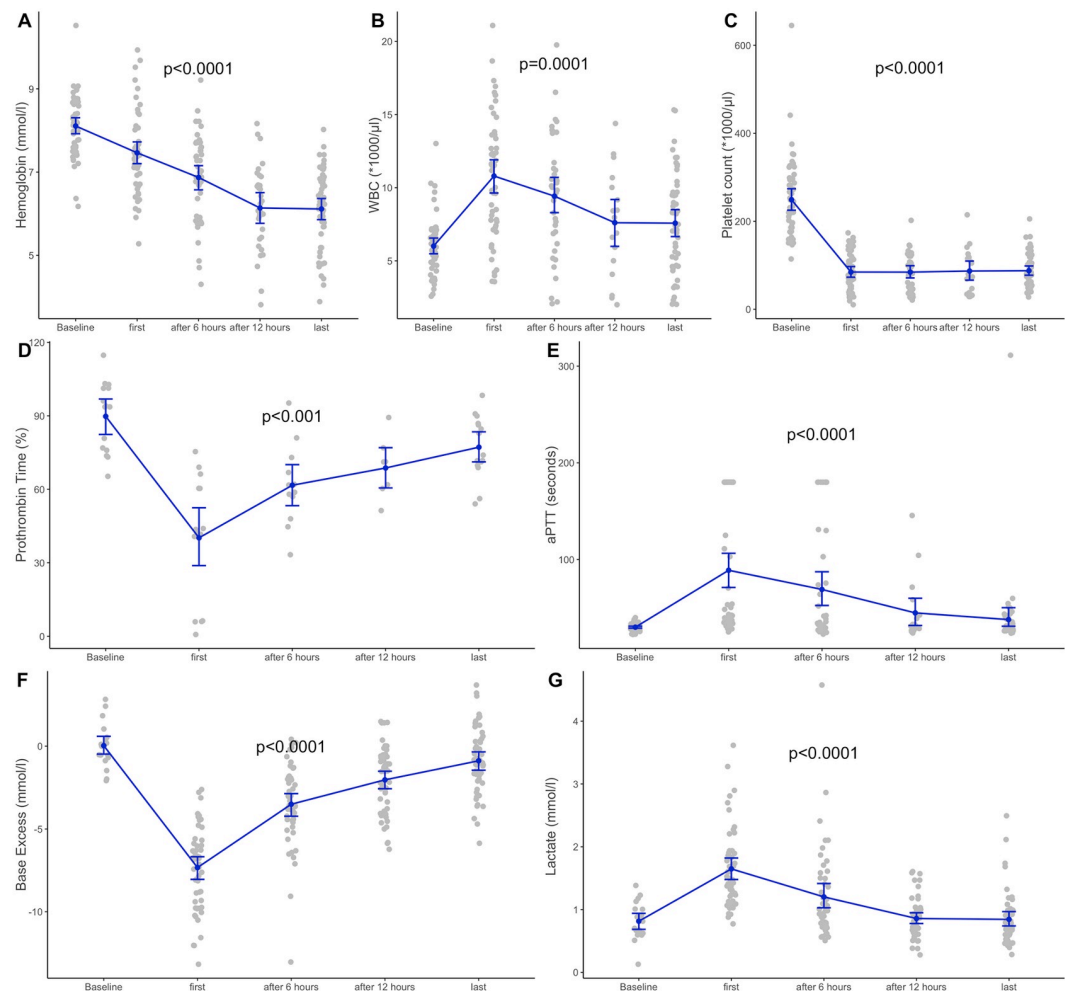 A
Hemoglobin (mmol/l)
9
7
5
p<0.0001
Baseline first after 6 hours after 12 hours last
B
WBC (*1000/µl)
20
15
10
5
p=0.0001
Baseline first after 6 hours after 12 hours last
C
Platelet count (*1000/µl)
600
400
200
0
p<0.0001
Baseline first after 6 hours after 12 hours last
D
Prothrombin Time (%)
120
90
60
30
0
p<0.001
Baseline first after 6 hours after 12 hours last
E
aPTT (seconds)
300
200
100
p<0.0001
Baseline first after 6 hours after 12 hours last
F
Base Excess (mmol/l)
0
-5
-10
p<0.0001
Baseline first after 6 hours after 12 hours last
G
Lactate (mmol/l)
4
3
2
1
0
p<0.0001
Baseline first after 6 hours after 12 hours last